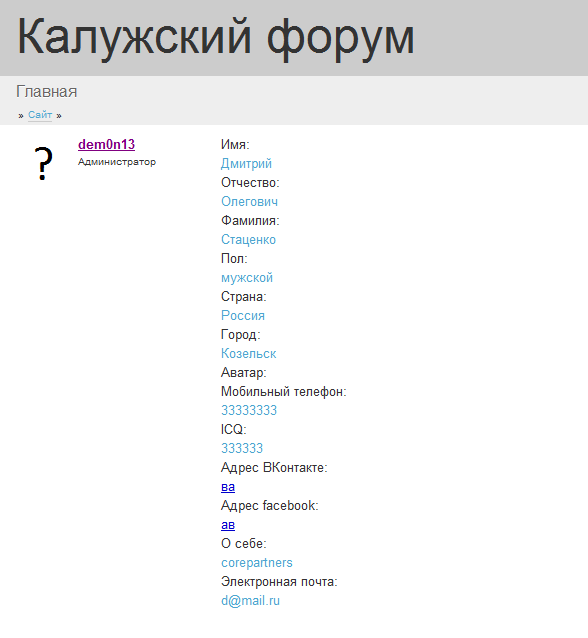 Калужский форум
Главная
» Сайт »
?
dem0n13
Администратор
Имя:
Дмитрий
Отчество:
Олегович
Фамилия:
Стаценко
Пол:
мужской
Страна:
Россия
Город:
Козельск
Аватар:
Мобильный телефон:
33333333
ICQ:
333333
Адрес ВКонтакте:
ва
Адрес facebook:
ав
О себе:
corepartners
Электронная почта:
d@mail.ru